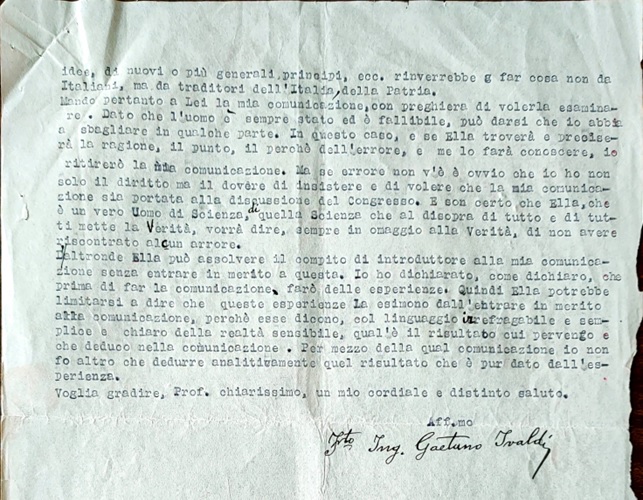 idee, di nuovi o più generali principi, ecc. rinverrebbe a far cosa non da
Italiani, ma da traditori dell'Italia, della Patria.
Mando pertanto a Lei la mia comunicazione, con preghiera di volerla esamina-
re . Dato che l'uomo è sempre stato ed è fallibile, può darsi che io abbia
a sbagliare in qualche parte. In questo caso, e se Ella troverà e precise-
rà la ragione, il punto, il perchè dell'errore, e me lo farà conoscere, io
ritirerò la mia comunicazione. Ma se errore non v'è è ovvio che io ho non
solo il diritto ma il dovere di insistere e di volere che la mia comunica-
zione sia portata alla discussione del Congresso. E son certo che Ella, che
è un vero Uomo di Scienza, di quella Scienza che al disopra di tutto e di tut-
ti mette la Verità, vorrà dire, sempre in omaggio alla Verità, di non avere
riscontrato alcun arrore.
D'altronde Ella può assolvere il compito di introduttore alla mia comunica-
zione senza entrare in merito a questa. Io ho dichiarato, come dichiaro, che
prima di far la comunicazione, farò delle esperienze. Quindi Ella potrebbe
limitarsi a dire che queste esperienze La esimono dall'entrare in merito
alla comunicazione, perchè esse dicono, col linguaggio irrefragabile e sem-
plice e chiaro della realtà sensibile, qual'è il risultato cui pervengo e
che deduco nella comunicazione . Per mezzo della qual comunicazione io non
fo altro che dedurre analitivamente quel risultato che è pur dato dall'es-
perienza.
Voglia gradire, Prof. chiarissimo, un mio cordiale e distinto saluto.
Aff.mo
Fto Ing. Gaetano Ivaldi